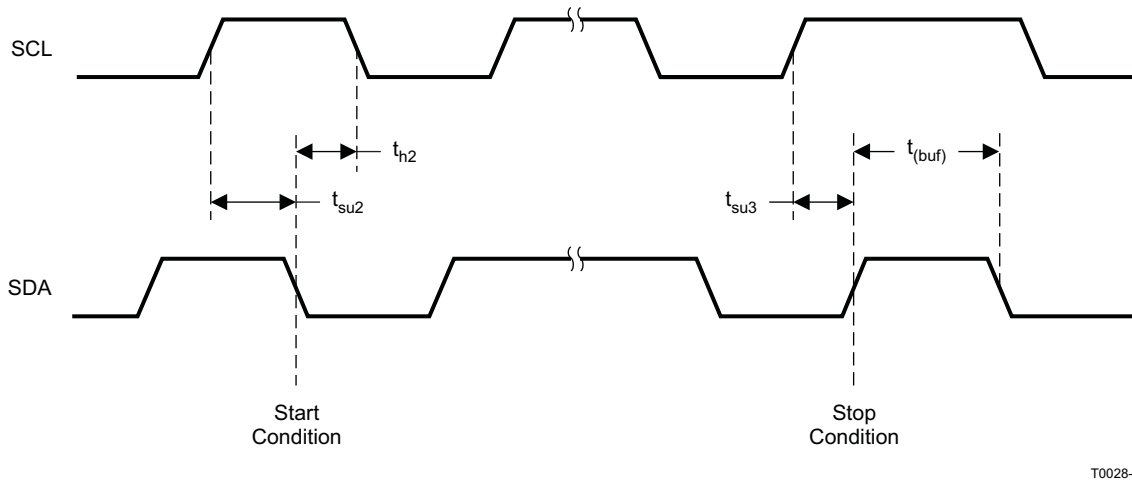 SCL
t(buf)
th2
tsu2
tsu3
SDA
Start
Condition
Stop
Condition
T0028-